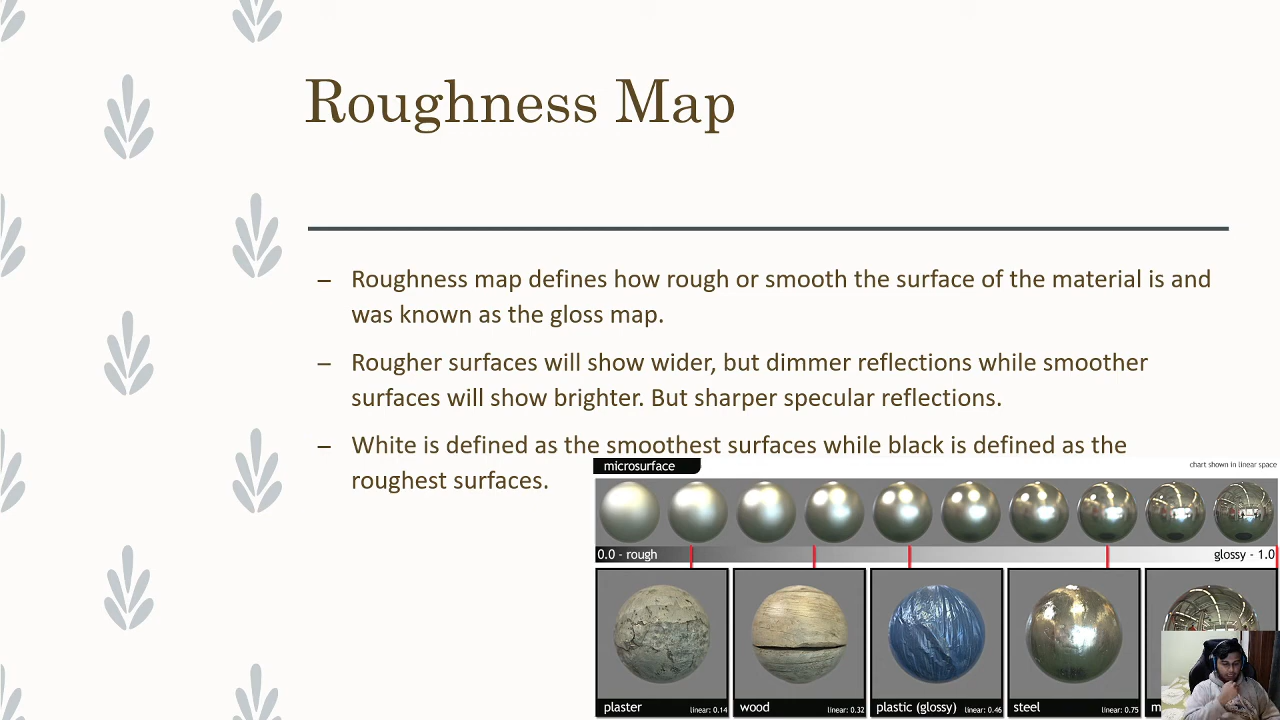 Roughness Map
– Roughness map defines how rough or smooth the surface of the material is and
was known as the gloss map.
– Rougher surfaces will show wider, but dimmer reflections while smoother
surfaces will show brighter. But sharper specular reflections.
– White is defined as the smoothest surfaces while black is defined as the
roughest surfaces.
microsurface
chart shown in linear space
0.0 - rough
glossy - 1.0
plaster linear: 0.14
wood linear: 0.32
plastic (glossy) linear: 0.46
steel linear: 0.75